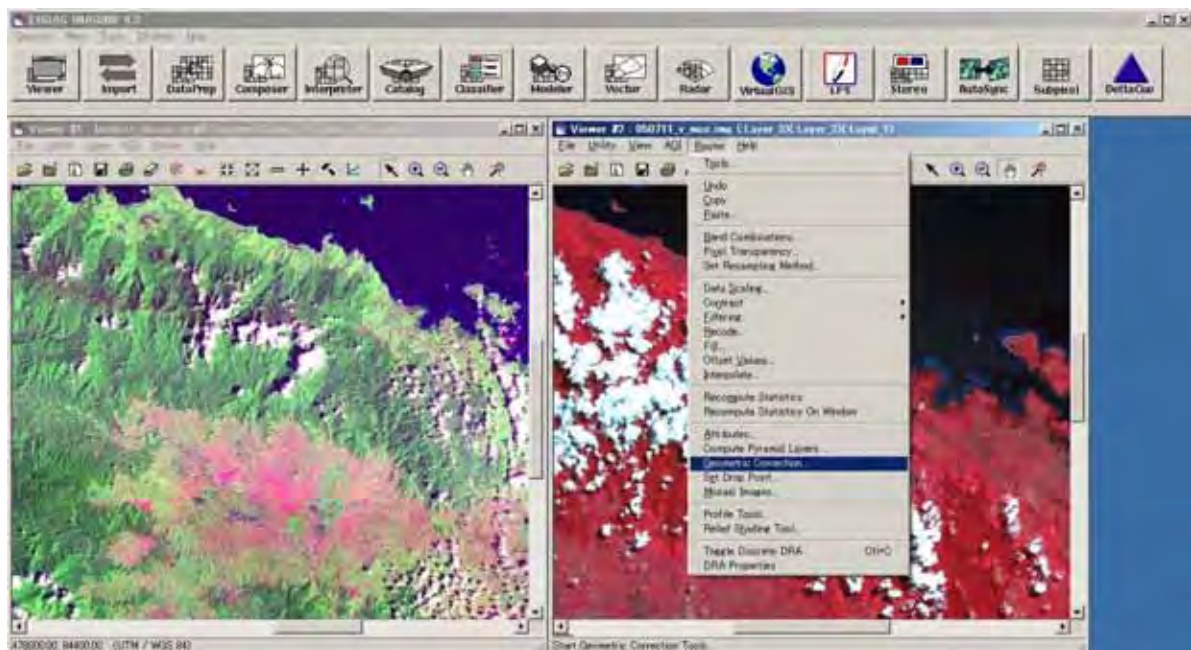 ERDAS IMAGINE
Viewer
Import
DataPrep
Composer
Interpreter
Catalog
Classifier
Modeler
Vector
Radar
VirtualGIS
LPS
Stereo
AutoSync
Subpixel
DeltaCue
Viewer #1
Viewer #2
File Utility View AOI Raster Help
Tools...
Undo
Copy
Paste
Band Combinations...
Pixel Transparency...
Set Resampling Method...
Data Scaling...
Contrast
Filtering
Recode...
Fill...
Offset Values...
Interpolate...
Recompute Statistics
Recompute Statistics On Window
Attributes...
Compute Pyramid Layers...
Geometric Correction...
Set Drop Point...
Mosaic Images...
Profile Tools...
Relief Shading Tool...
Toggle Discrete DRA
DRA Properties
(UTM / WGS 84)
Start Geometric Correction Tools.